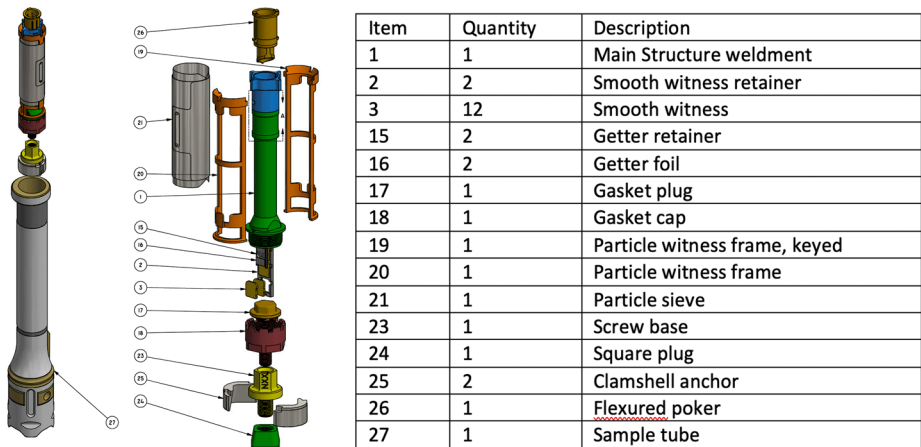 26
19
21
20
1
A
15
16
2
3
17
18
23
25
24
27
Item Quantity Description
1 1 Main Structure weldment
2 2 Smooth witness retainer
3 12 Smooth witness
15 2 Getter retainer
16 2 Getter foil
17 1 Gasket plug
18 1 Gasket cap
19 1 Particle witness frame, keyed
20 1 Particle witness frame
21 1 Particle sieve
23 1 Screw base
24 1 Square plug
25 2 Clamshell anchor
26 1 Flexured poker
27 1 Sample tube